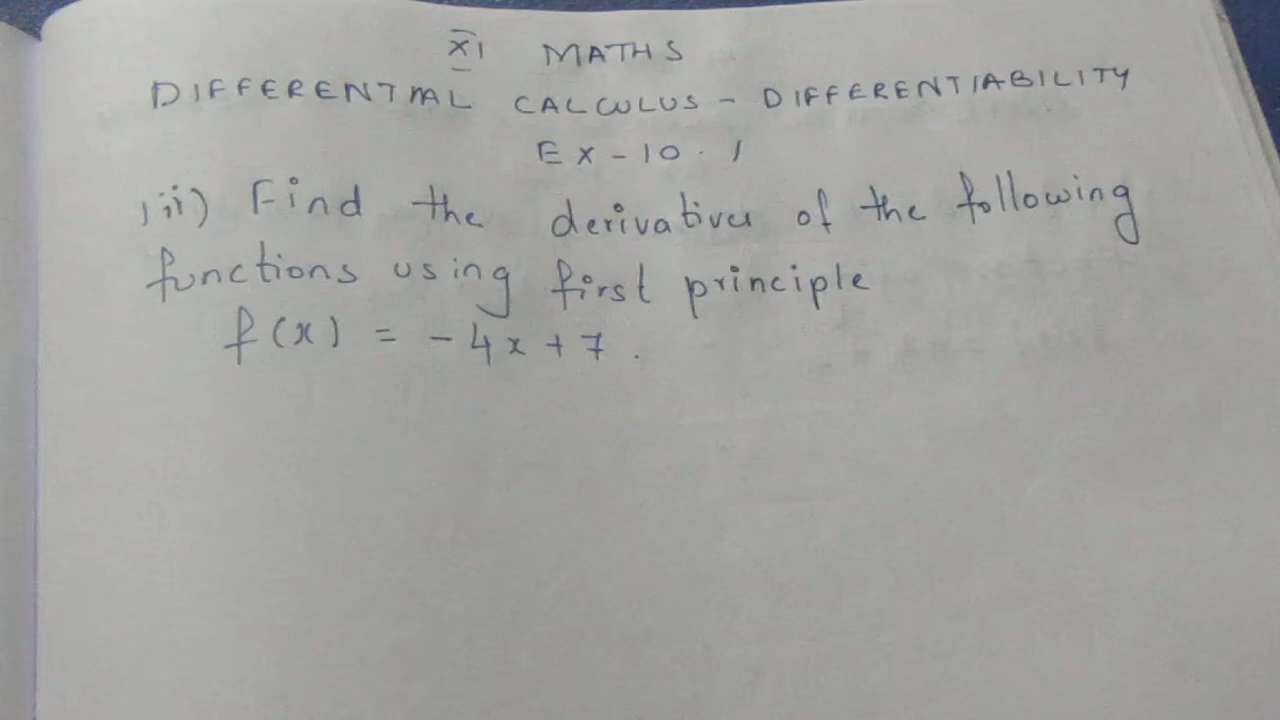 XI MATHS
DIFFERENTIAL CALCULUS - DIFFERENTIABILITY
EX-10.1
1ii) Find the derivatives of the following
functions using first principle
f(x) = -4x+7.